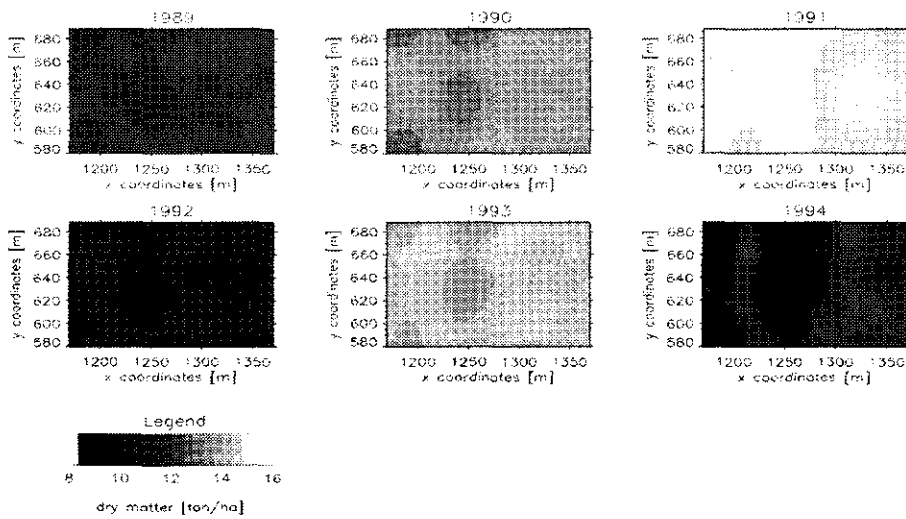 1989 1990 1991
y coordinates [m] 680 660 640 620 600 580 y coordinates [m] 680 660 640 620 600 580 y coordinates [m] 680 660 640 620 600 580
1200 1250 1300 1350 1200 1250 1300 1350 1200 1250 1300 1350
x coordinates [m] x coordinates [m] x coordinates [m]
1992 1993 1994
y coordinates [m] 680 660 640 620 600 580 y coordinates [m] 680 660 640 620 600 580 y coordinates [m] 680 660 640 620 600 580
1200 1250 1300 1350 1200 1250 1300 1350 1200 1250 1300 1350
x coordinates [m] x coordinates [m] x coordinates [m]
Legend
8 10 12 14 16
dry matter [ton/ha]